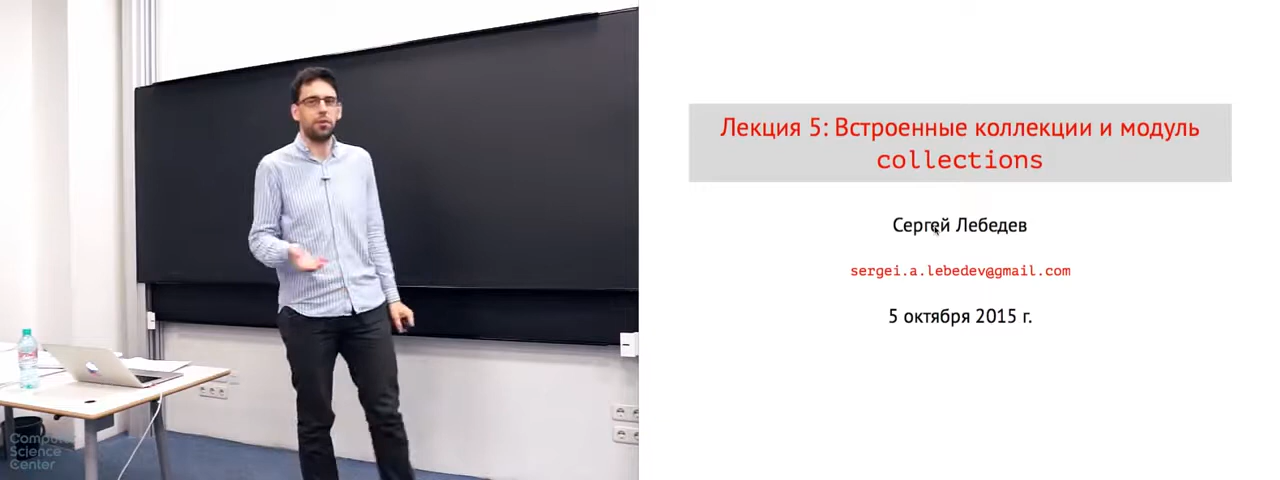 Лекция 5: Встроенные коллекции и модуль
collections
Сергей Лебедев
sergei.a.lebedev@gmail.com
5 октября 2015 г.
Computer
Science
Center